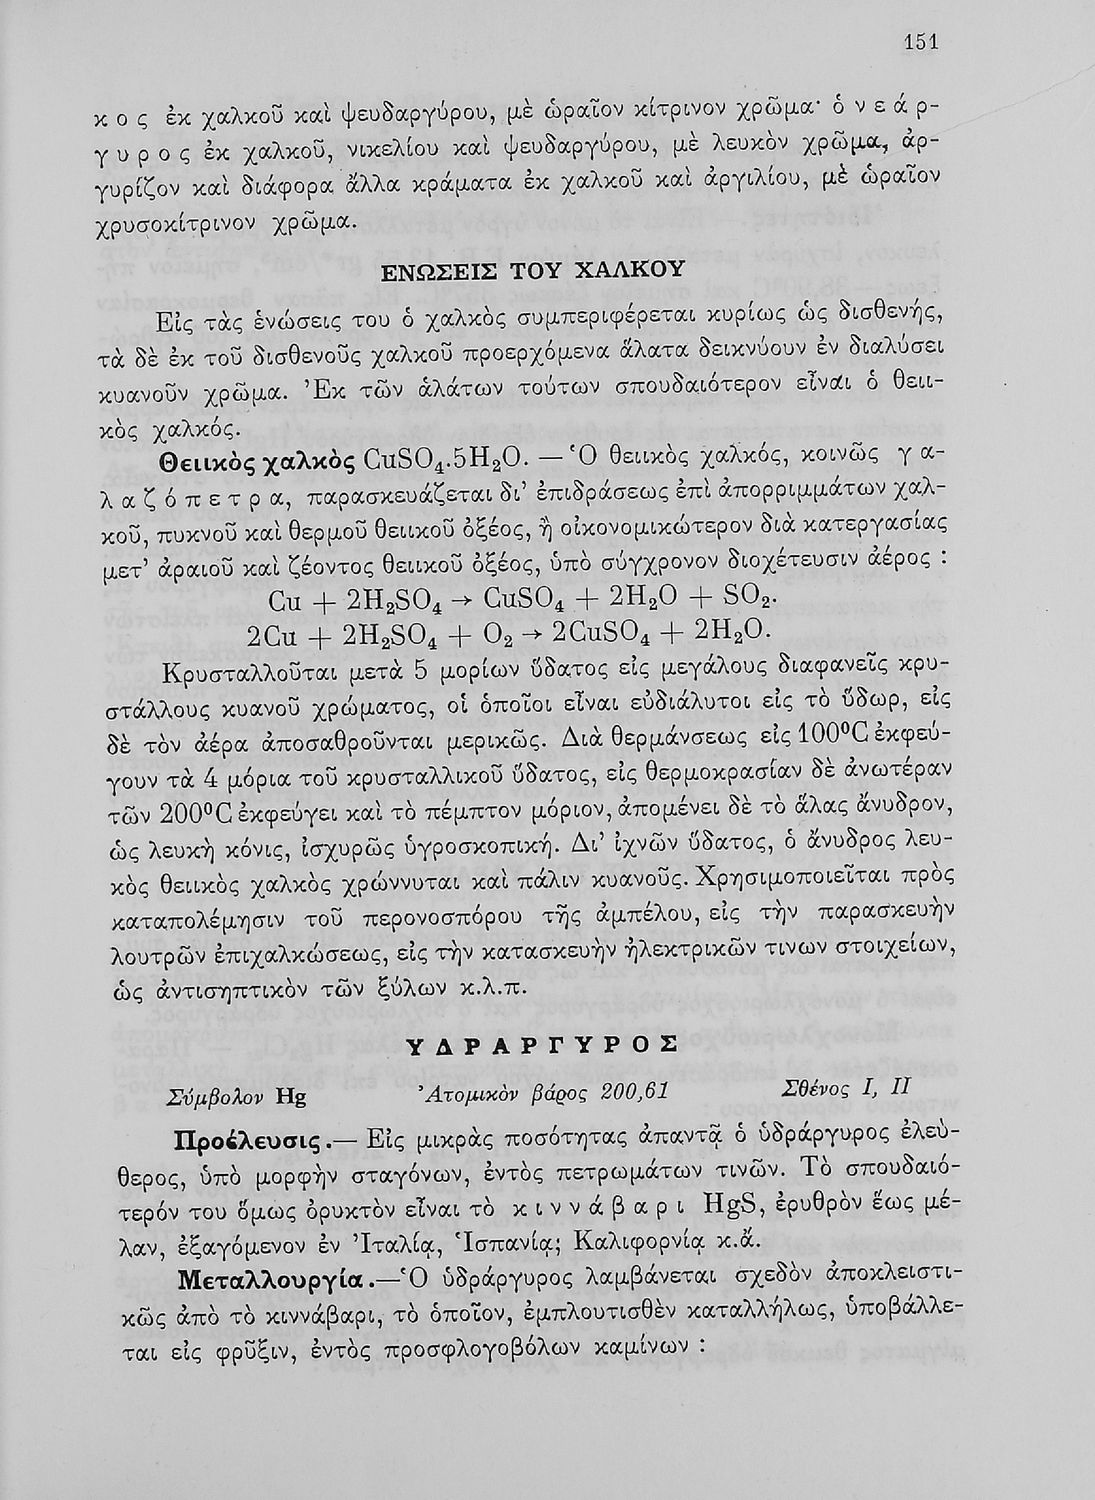 151
κ ο ς ἐκ χαλκοῦ καὶ ψευδαργύρου, μὲ ὡραῖον κίτρινον χρῶμα· ὁ ν ε ά ρ-
γ υ ρ ο ς ἐκ χαλκοῦ, νικελίου καὶ ψευδαργύρου, μὲ λευκὸν χρῶμα, ἀρ-
γυρίζον καὶ διάφορα ἄλλα κράματα ἐκ χαλκοῦ καὶ ἀργιλίου, μὲ ὡραῖον
χρυσοκίτρινον χρῶμα.
ΕΝΩΣΕΙΣ ΤΟΥ ΧΑΛΚΟΥ
Εἰς τὰς ἑνώσεις του ὁ χαλκὸς συμπεριφέρεται κυρίως ὡς δισθενής,
τὰ δὲ ἐκ τοῦ δισθενοῦς χαλκοῦ προερχόμενα ἅλατα δεικνύουν ἐν διαλύσει
κυανοῦν χρῶμα. Ἐκ τῶν ἁλάτων τούτων σπουδαιότερον εἶναι ὁ θειι-
κὸς χαλκός.
Θειικὸς χαλκὸς CuSO₄.5H₂O. — Ὁ θειικὸς χαλκός, κοινῶς γ α-
λ α ζ ό π ε τ ρ α, παρασκευάζεται δι' ἐπιδράσεως ἐπὶ ἀπορριμμάτων χαλ-
κοῦ, πυκνοῦ καὶ θερμοῦ θειικοῦ ὀξέος, ἢ οἰκονομικώτερον διὰ κατεργασίας
μετ' ἀραιοῦ καὶ ζέοντος θειικοῦ ὀξέος, ὑπὸ σύγχρονον διοχέτευσιν ἀέρος :
Cu + 2H₂SO₄ → CuSO₄ + 2H₂O + SO₂.
2Cu + 2H₂SO₄ + O₂ → 2CuSO₄ + 2H₂O.
Κρυσταλλοῦται μετὰ 5 μορίων ὕδατος εἰς μεγάλους διαφανεῖς κρυ-
στάλλους κυανοῦ χρώματος, οἱ ὁποῖοι εἶναι εὐδιάλυτοι εἰς τὸ ὕδωρ, εἰς
δὲ τὸν ἀέρα ἀποσαθροῦνται μερικῶς. Διὰ θερμάνσεως εἰς 100⁰C ἐκφεύ-
γουν τὰ 4 μόρια τοῦ κρυσταλλικοῦ ὕδατος, εἰς θερμοκρασίαν δὲ ἀνωτέραν
τῶν 200⁰C ἐκφεύγει καὶ τὸ πέμπτον μόριον, ἀπομένει δὲ τὸ ἅλας ἄνυδρον,
ὡς λευκὴ κόνις, ἰσχυρῶς ὑγροσκοπική. Δι' ἰχνῶν ὕδατος, ὁ ἄνυδρος λευ-
κὸς θειικὸς χαλκὸς χρώννυται καὶ πάλιν κυανοῦς. Χρησιμοποιεῖται πρὸς
καταπολέμησιν τοῦ περονοσπόρου τῆς ἀμπέλου, εἰς τὴν παρασκευὴν
λουτρῶν ἐπιχαλκώσεως, εἰς τὴν κατασκευὴν ἠλεκτρικῶν τινων στοιχείων,
ὡς ἀντισηπτικὸν τῶν ξύλων κ.λ.π.
Υ Δ Ρ Α Ρ Γ Υ Ρ Ο Σ
Σύμβολον Hg Ἀτομικὸν βάρος 200,61 Σθένος I, II
Προέλευσις.— Εἰς μικρὰς ποσότητας ἀπαντᾷ ὁ ὑδράργυρος ἐλεύ-
θερος, ὑπὸ μορφὴν σταγόνων, ἐντὸς πετρωμάτων τινῶν. Τὸ σπουδαιό-
τερόν του ὅμως ὀρυκτὸν εἶναι τὸ κ ι ν ν ά β α ρ ι HgS, ἐρυθρὸν ἕως μέ-
λαν, ἐξαγόμενον ἐν Ἰταλίᾳ, Ἱσπανίᾳ; Καλιφορνίᾳ κ.ἄ.
Μεταλλουργία.—Ὁ ὑδράργυρος λαμβάνεται σχεδὸν ἀποκλειστι-
κῶς ἀπὸ τὸ κιννάβαρι, τὸ ὁποῖον, ἐμπλουτισθὲν καταλλήλως, ὑποβάλλε-
ται εἰς φρῦξιν, ἐντὸς προσφλογοβόλων καμίνων :